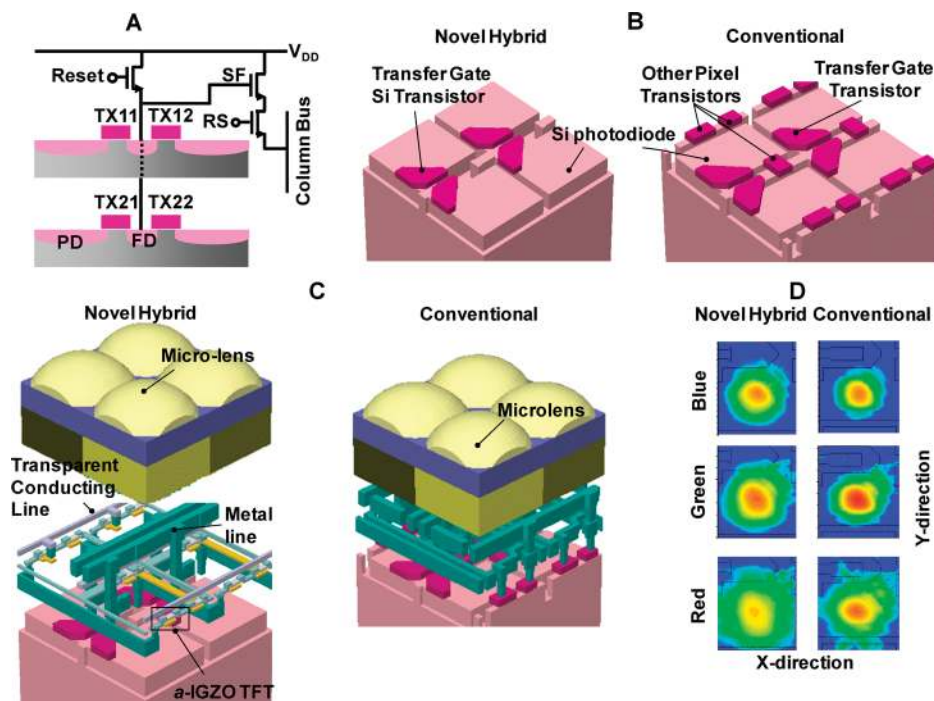 A
V_DD
Reset
SF
TX11 TX12
RS
Column Bus
TX21 TX22
PD
FD
B
Novel Hybrid
Conventional
Transfer Gate
Si Transistor
Other Pixel
Transistors
Transfer Gate
Transistor
Si photodiode
C
Novel Hybrid
Conventional
Micro-lens
Microlens
Transparent
Conducting
Line
Metal
line
a-IGZO TFT
D
Novel Hybrid Conventional
Blue
Green
Red
Y-direction
X-direction